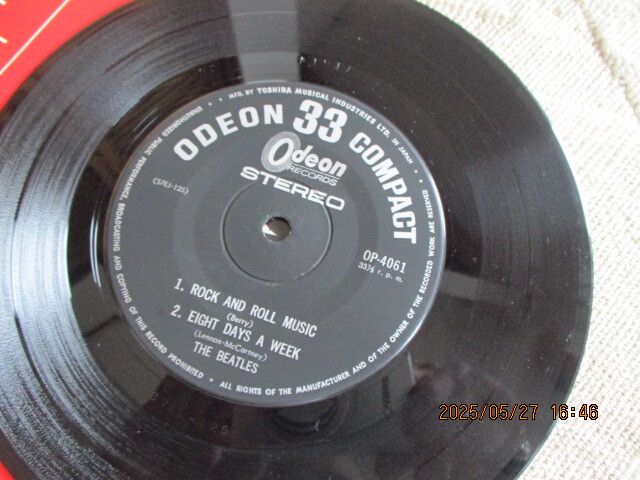 MFD. BY TOSHIBA MUSICAL INDUSTRIES LTD. IN JAPAN
ODEON 33 COMPACT
Odeon
RECORDS
STEREO
OP-4061
33⅓ r. p. m.
1. ROCK AND ROLL MUSIC
(Berry)
2. EIGHT DAYS A WEEK
(Lennon-McCartney)
THE BEATLES
UNAUTHORIZED PUBLIC PERFORMANCE, BROADCASTING AND COPYING OF THIS RECORD PROHIBITED • ALL RIGHTS OF THE MANUFACTURER AND OF THE OWNER OF THE RECORDED WORK ARE RESERVED
2025/05/27 16:46